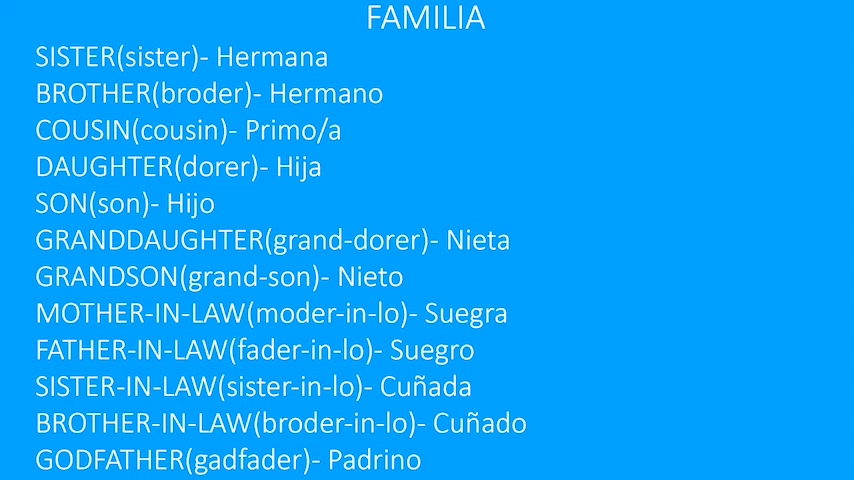 FAMILIA
SISTER(sister)- Hermana
BROTHER(broder)- Hermano
COUSIN(cousin)- Primo/a
DAUGHTER(dorer)- Hija
SON(son)- Hijo
GRANDDAUGHTER(grand-dorer)- Nieta
GRANDSON(grand-son)- Nieto
MOTHER-IN-LAW(moder-in-lo)- Suegra
FATHER-IN-LAW(fader-in-lo)- Suegro
SISTER-IN-LAW(sister-in-lo)- Cuñada
BROTHER-IN-LAW(broder-in-lo)- Cuñado
GODFATHER(gadfader)- Padrino